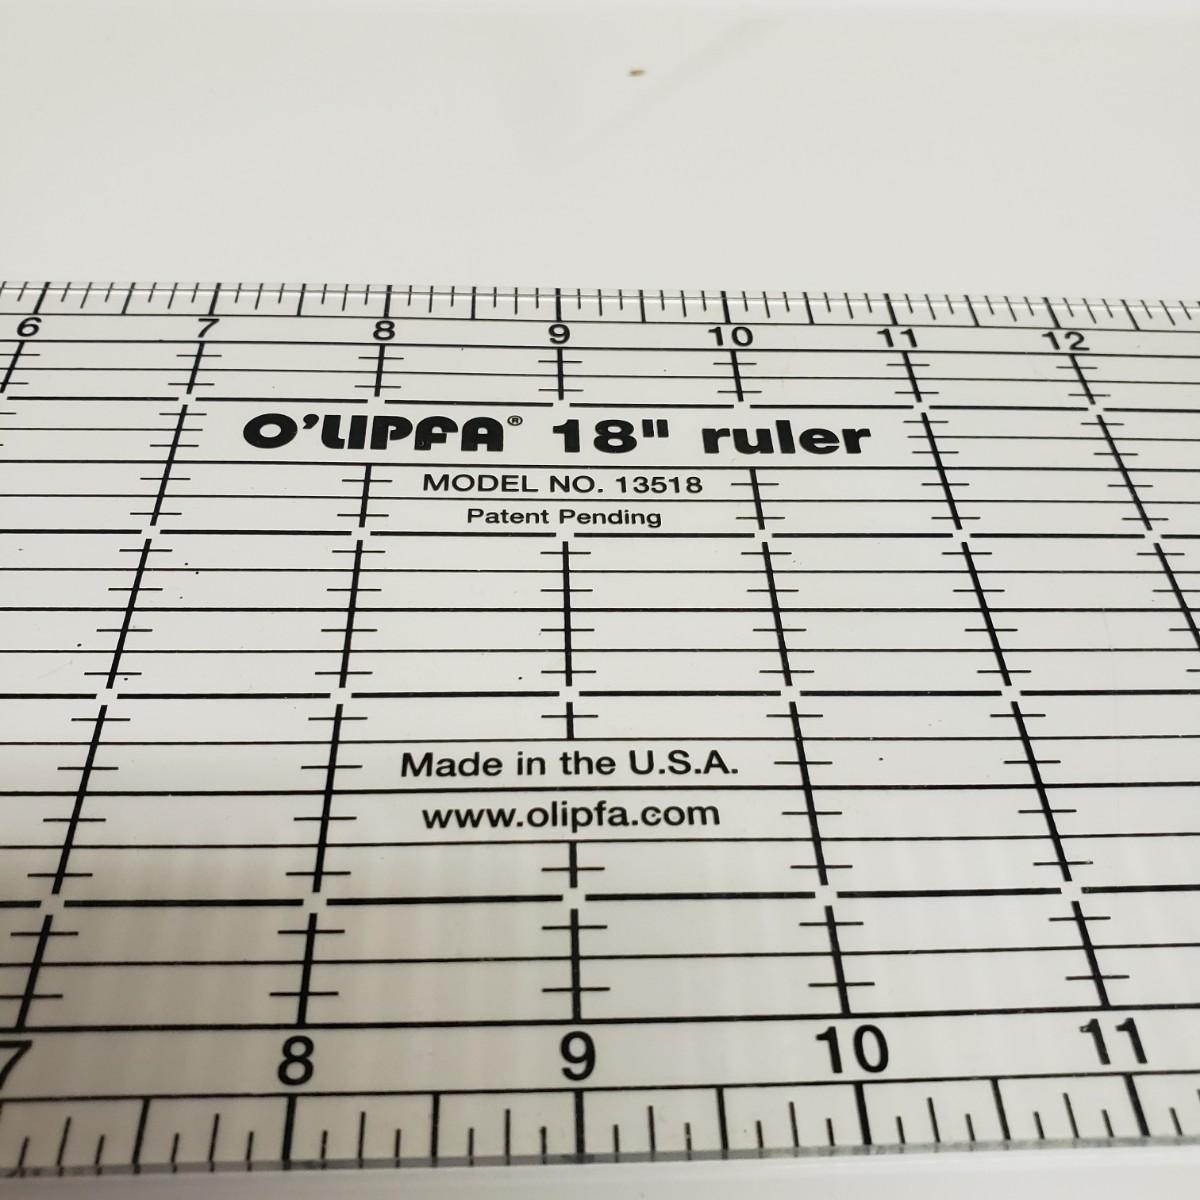 6 7 8 9 10 11 12
O'LIPFA® 18" ruler
MODEL NO. 13518
Patent Pending
Made in the U.S.A.
www.olipfa.com
7 8 9 10 11